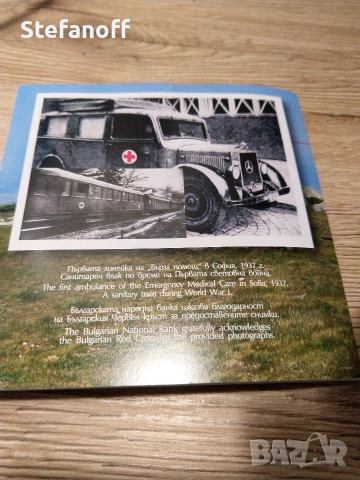 Stefanoff
Първата линейка на „Бърза помощ" в София, 1937 г.
Санитарен влак по време на Първата световна война.
The first ambulance of the Emergency Medical Care in Sofia, 1937.
A sanitary train during World War I.
Българската народна банка изказва благодарност
на Българския Червен кръст за предоставените снимки.
The Bulgarian National Bank gratefully acknowledges
the Bulgarian Red Cross for the provided photographs.
BAZAR
bg